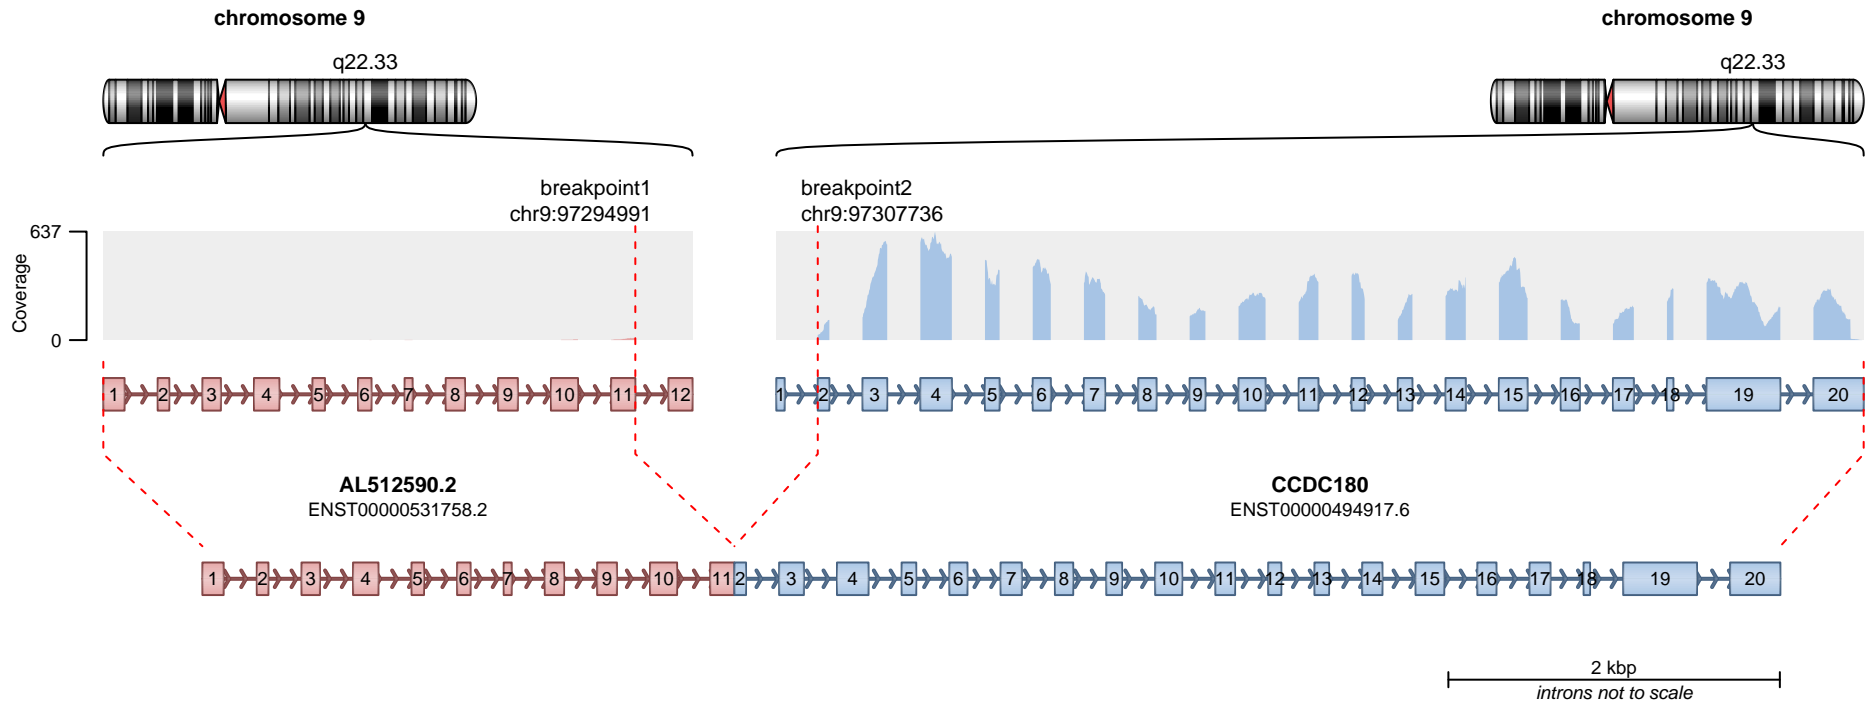 chromosome 9 chromosome 9
q22.33 q22.33
breakpoint1 breakpoint2
chr9:97294991 chr9:97307736
637
Coverage
0
1 2 3 4 5 6 7 8 9 10 11 12 1 2 3 4 5 6 7 8 9 10 11 12 13 14 15 16 17 18 19 20
AL512590.2 CCDC180
ENST00000531758.2 ENST00000494917.6
1 2 3 4 5 6 7 8 9 10 11 2 3 4 5 6 7 8 9 10 11 12 13 14 15 16 17 18 19 20
2 kbp
introns not to scale